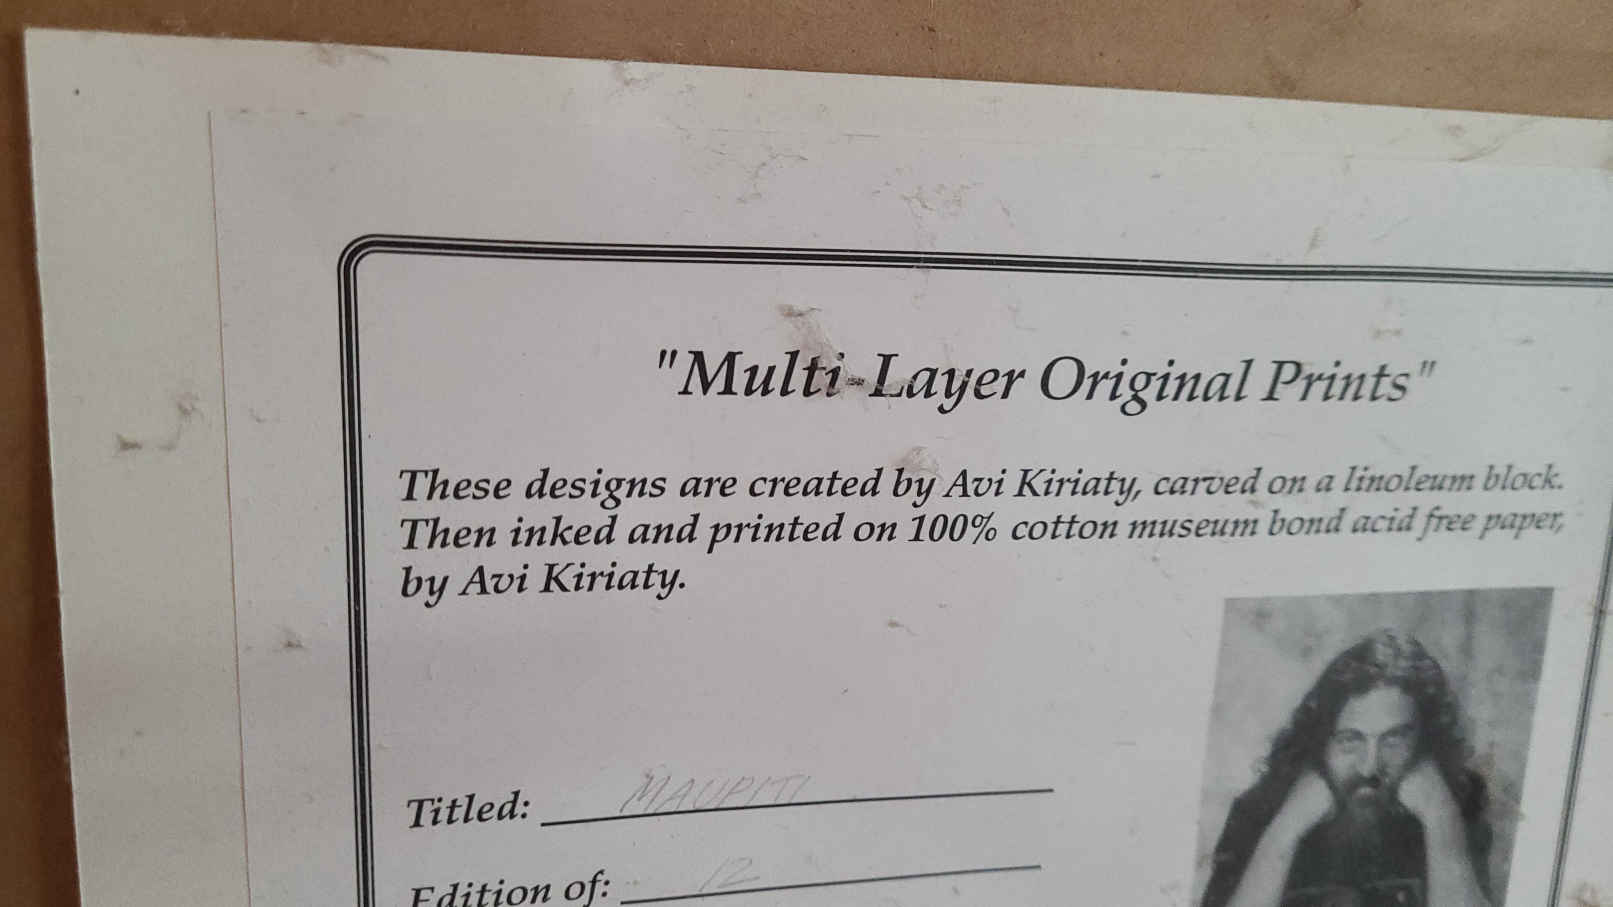 "Multi-Layer Original Prints"
These designs are created by Avi Kiriaty, carved on a linoleum block.
Then inked and printed on 100% cotton museum bond acid free paper,
by Avi Kiriaty.
Titled: MAUPITI
Edition of: 12